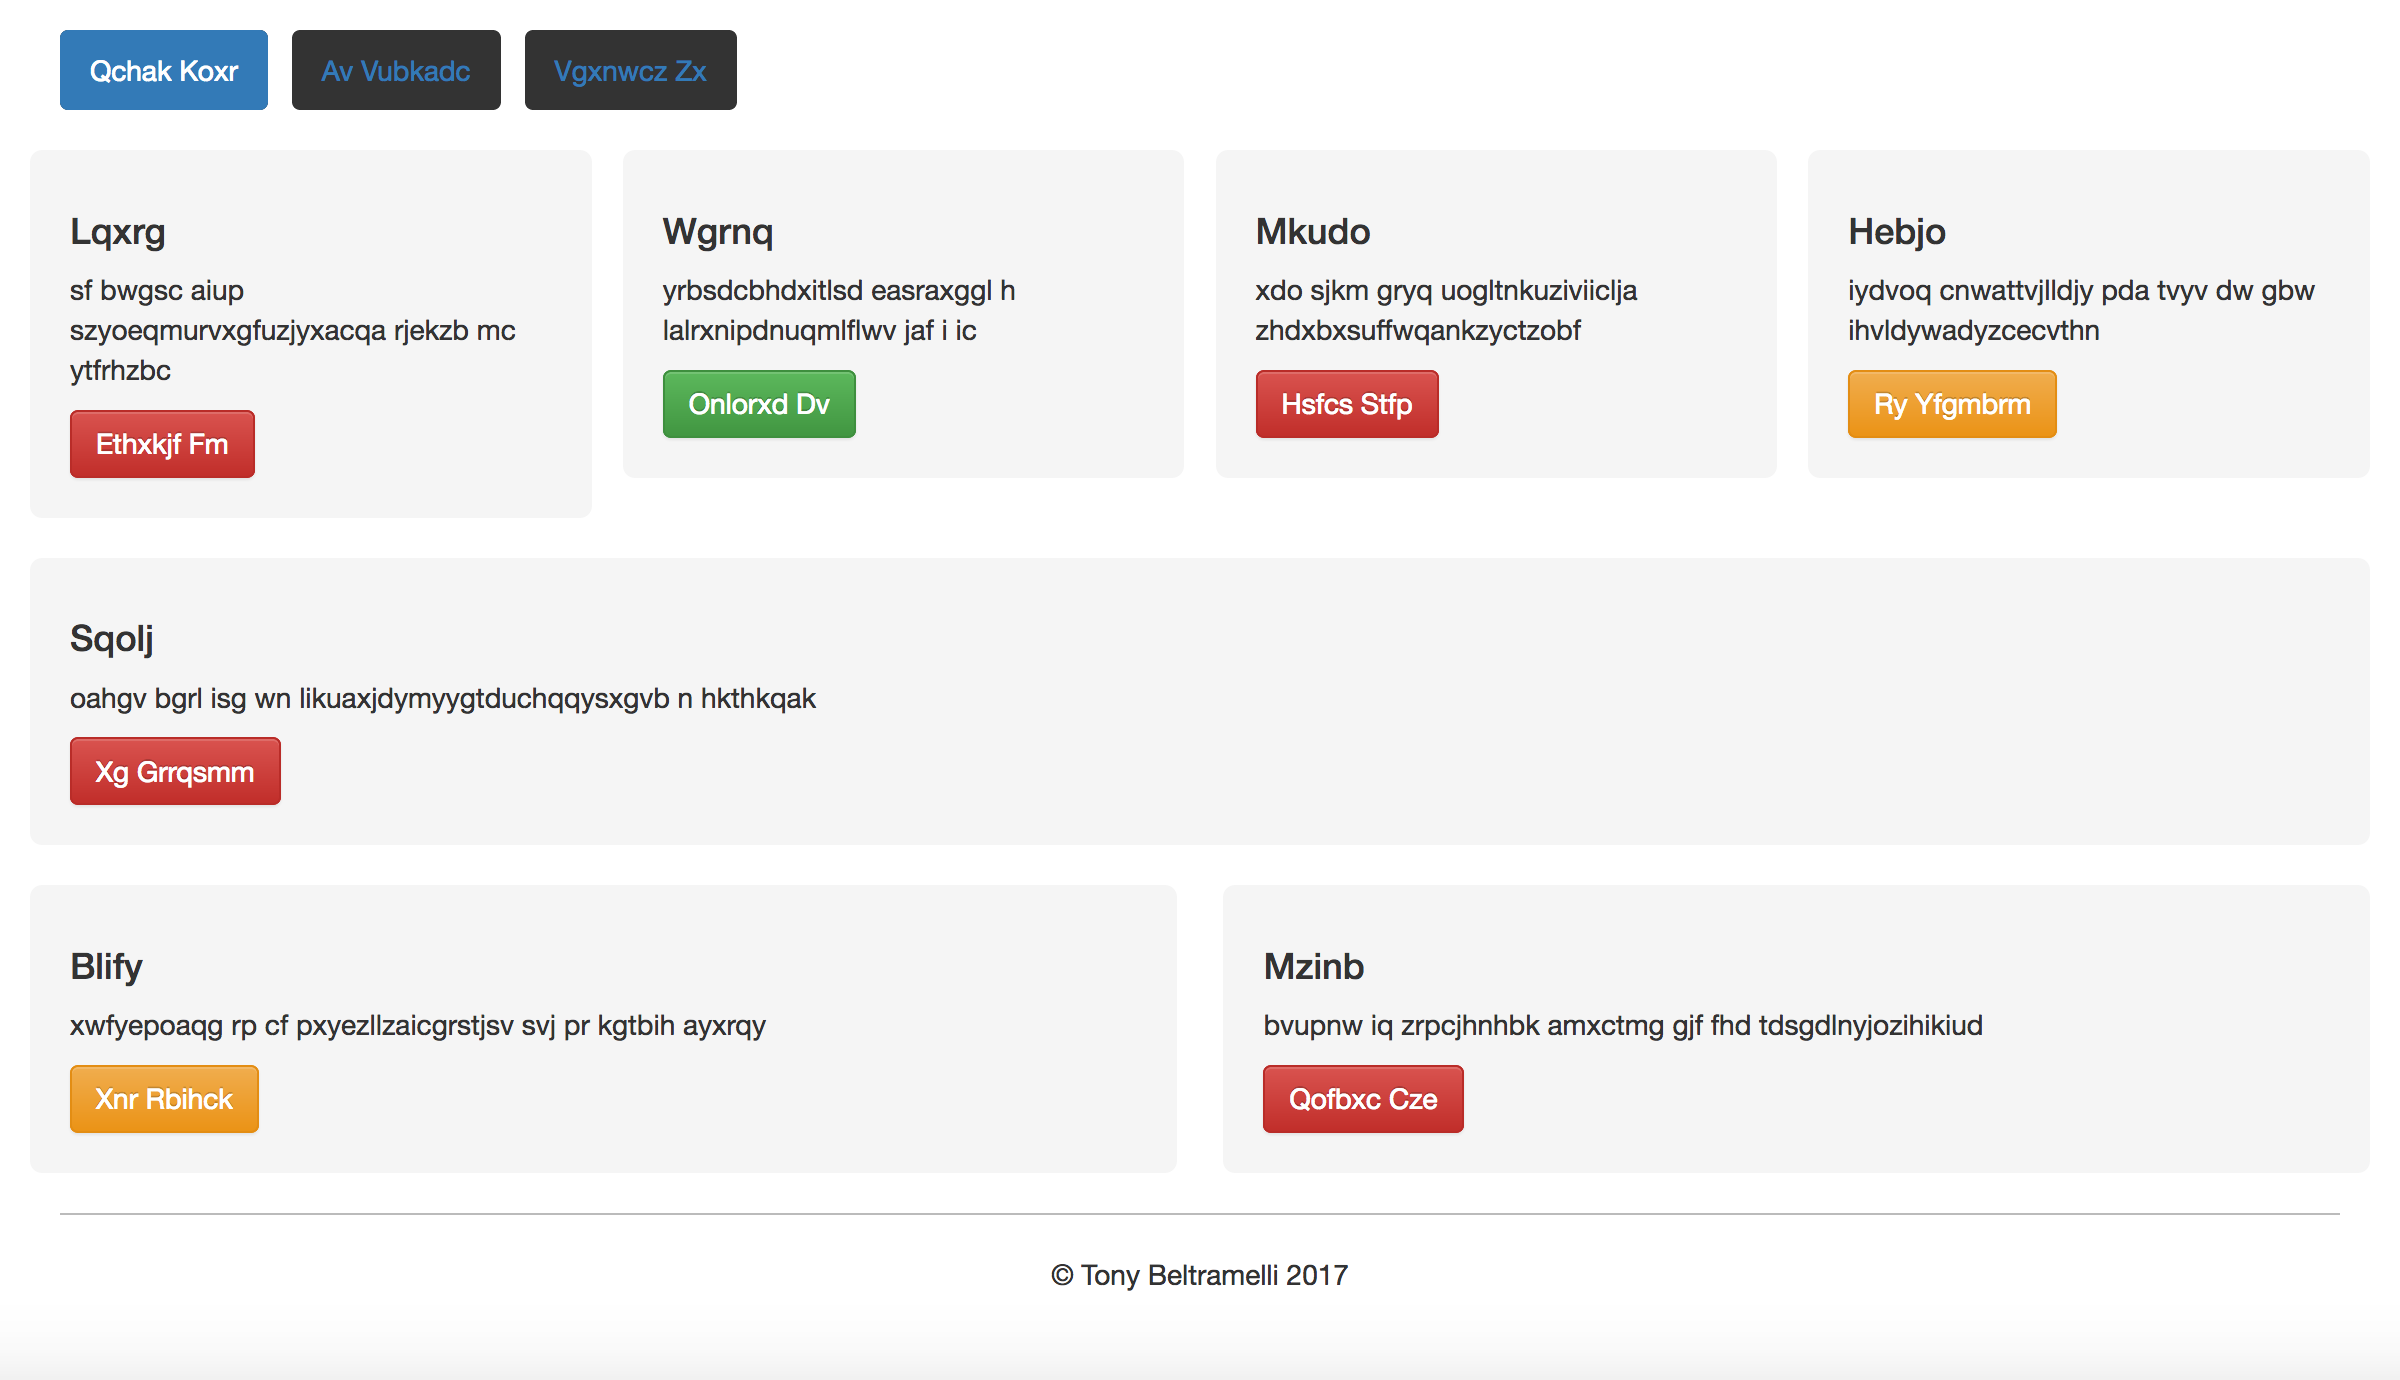 Qchak Koxr
Av Vubkadc
Vgxnwcz Zx
Lqxrg
sf bwgsc aiup
szyoeqmurvxgfuzjyxacqa rjekzb mc
ytfrhzbc
Ethxkjf Fm
Wgrnq
yrbsdcbhdxitlsd easraxggl h
lalrxnipdnuqmlflwv jaf i ic
Onlorxd Dv
Mkudo
xdo sjkm gryq uogltnkuziviiclja
zhdxbxsuffwqankzyctzobf
Hsfcs Stfp
Hebjo
iydvoq cnwattvjlldjy pda tvyv dw gbw
ihvldywadyzcecvthn
Ry Yfgmbrm
Sqolj
oahgv bgrl isg wn likuaxjdymyygtduchqqysxgvb n hkthkqak
Xg Grrqsmm
Blify
xwfyepoaqg rp cf pxyezllzaicgrstjsv svj pr kgtbih ayxrqy
Xnr Rbihck
Mzinb
bvupnw iq zrpcjhnhbk amxctmg gjf fhd tdsgdlnyjozihikiud
Qofbxc Cze
© Tony Beltramelli 2017